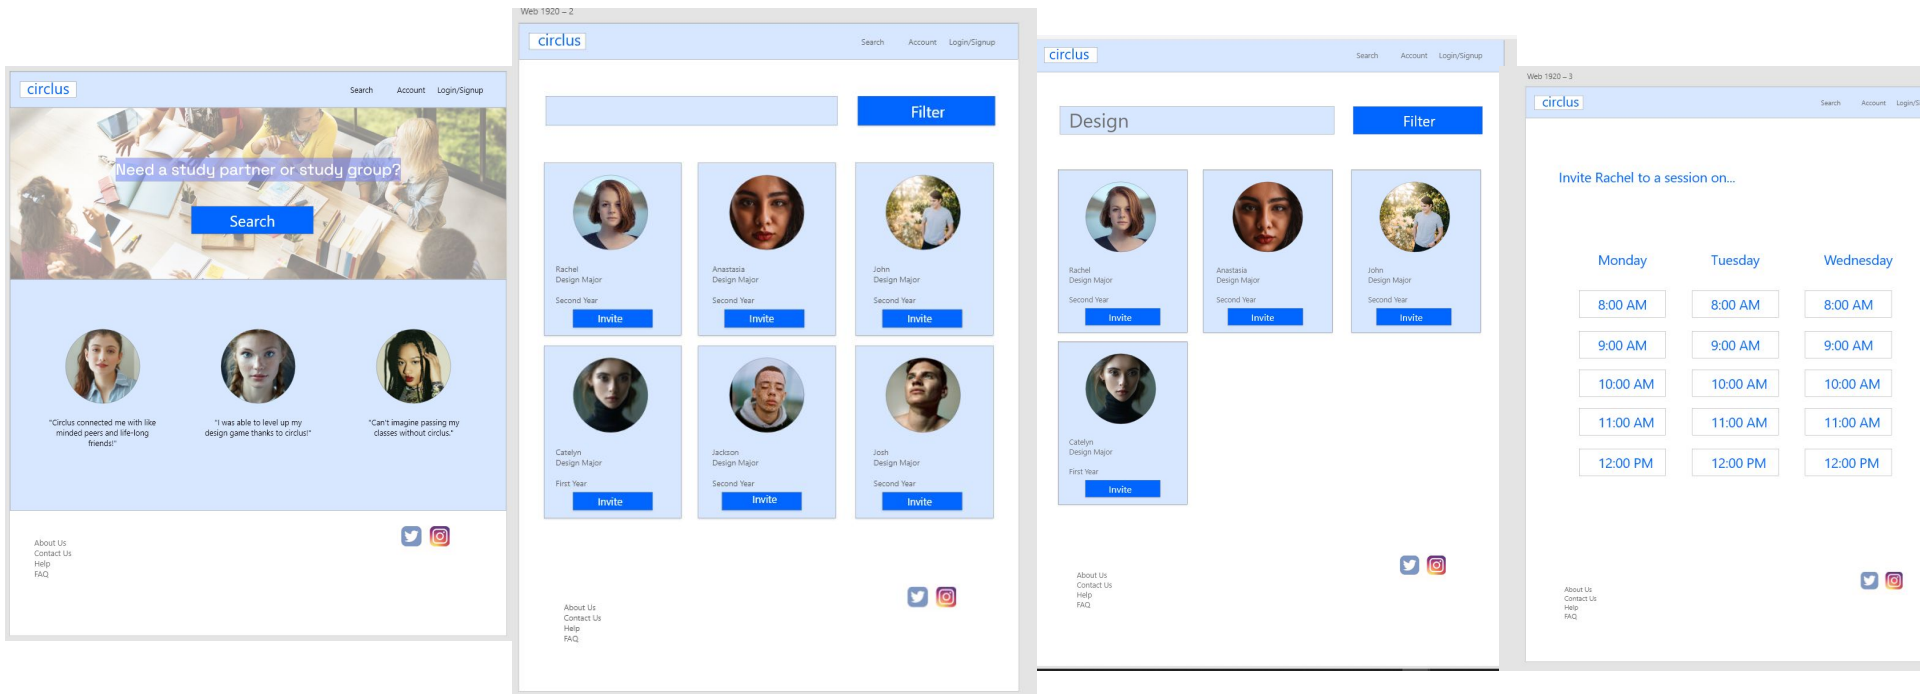 circlus
Search Account Login/Signup
Need a study partner or study group?
Search
"Circlus connected me with like
minded peers and life-long
friends!"
"I was able to level up my
design game thanks to circlus!"
"Can't imagine passing my
classes without circlus."
About Us
Contact Us
Help
FAQ
Web 1920 – 2
circlus
Search Account Login/Signup
Filter
Rachel
Design Major
Second Year
Invite
Anastasia
Design Major
Second Year
Invite
John
Design Major
Second Year
Invite
Catelyn
Design Major
First Year
Invite
Jackson
Design Major
Second Year
Invite
Josh
Design Major
Second Year
Invite
About Us
Contact Us
Help
FAQ
circlus
Search Account Login/Signup
Design
Filter
Rachel
Design Major
Second Year
Invite
Anastasia
Design Major
Second Year
Invite
John
Design Major
Second Year
Invite
Catelyn
Design Major
First Year
Invite
About Us
Contact Us
Help
FAQ
Web 1920 – 3
circlus
Search Account Login/Si
Invite Rachel to a session on...
Monday Tuesday Wednesday
8:00 AM 8:00 AM 8:00 AM
9:00 AM 9:00 AM 9:00 AM
10:00 AM 10:00 AM 10:00 AM
11:00 AM 11:00 AM 11:00 AM
12:00 PM 12:00 PM 12:00 PM
About Us
Contact Us
Help
FAQ